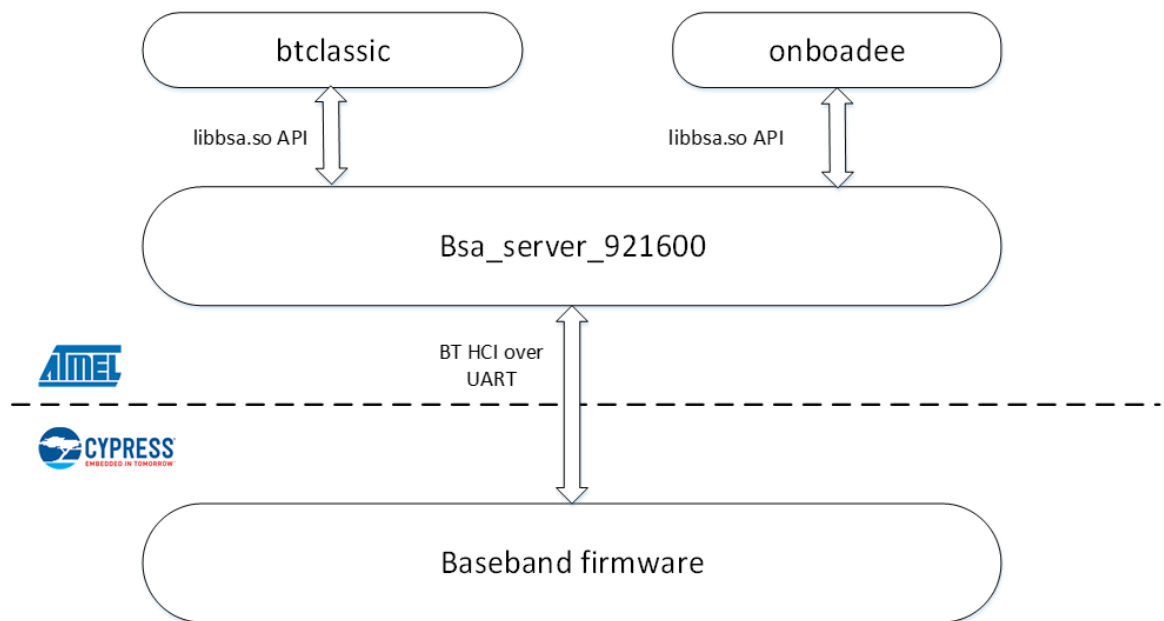 btclassic
onboadee
libbsa.so API
libbsa.so API
Bsa_server_921600
BT HCI over
UART
ATMEL
CYPRESS
EMBEDDED IN TOMORROW
Baseband firmware